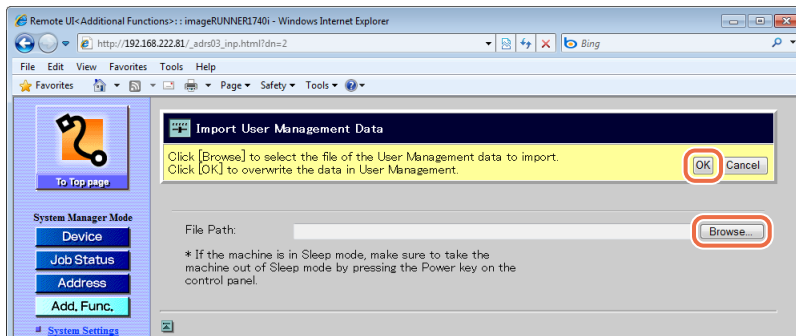 Remote UI<Additional Functions>: : imageRUNNER1740i - Windows Internet Explorer
http://192.168.222.81/_adrs03_inp.html?dn=2
Bing
File Edit View Favorites Tools Help
Favorites
Page Safety Tools
To Top page
System Manager Mode
Device
Job Status
Address
Add. Func.
System Settings
Import User Management Data
Click [Browse] to select the file of the User Management data to import.
Click [OK] to overwrite the data in User Management.
OK Cancel
File Path:
Browse...
* If the machine is in Sleep mode, make sure to take the
machine out of Sleep mode by pressing the Power key on the
control panel.